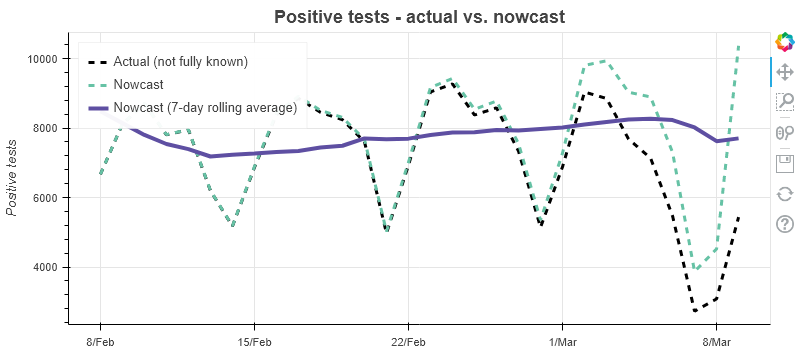 Positive tests - actual vs. nowcast
Actual (not fully known)
Nowcast
Nowcast (7-day rolling average)
Positive tests
10000
8000
6000
4000
8/Feb
15/Feb
22/Feb
1/Mar
8/Mar